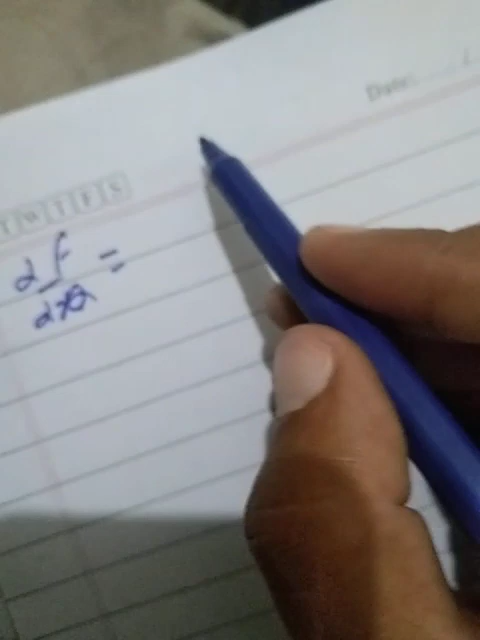 Date:
T W T F S
df =
dx